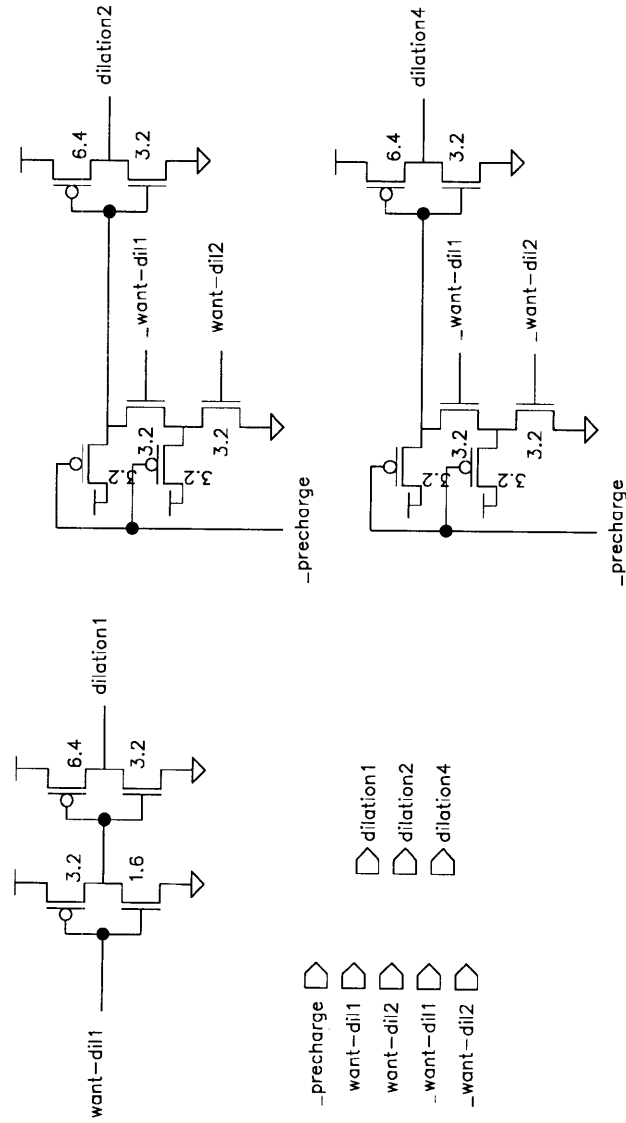 want-dil1
3.2
1.6
6.4
3.2
dilation1
3.2
3.2
3.2
3.2
_precharge
_want-dil1
want-dil2
6.4
3.2
dilation2
_precharge
want-dil1
want-dil2
_want-dil1
_want-dil2
dilation1
dilation2
dilation4
3.2
3.2
3.2
3.2
_precharge
_want-dil1
_want-dil2
6.4
3.2
dilation4